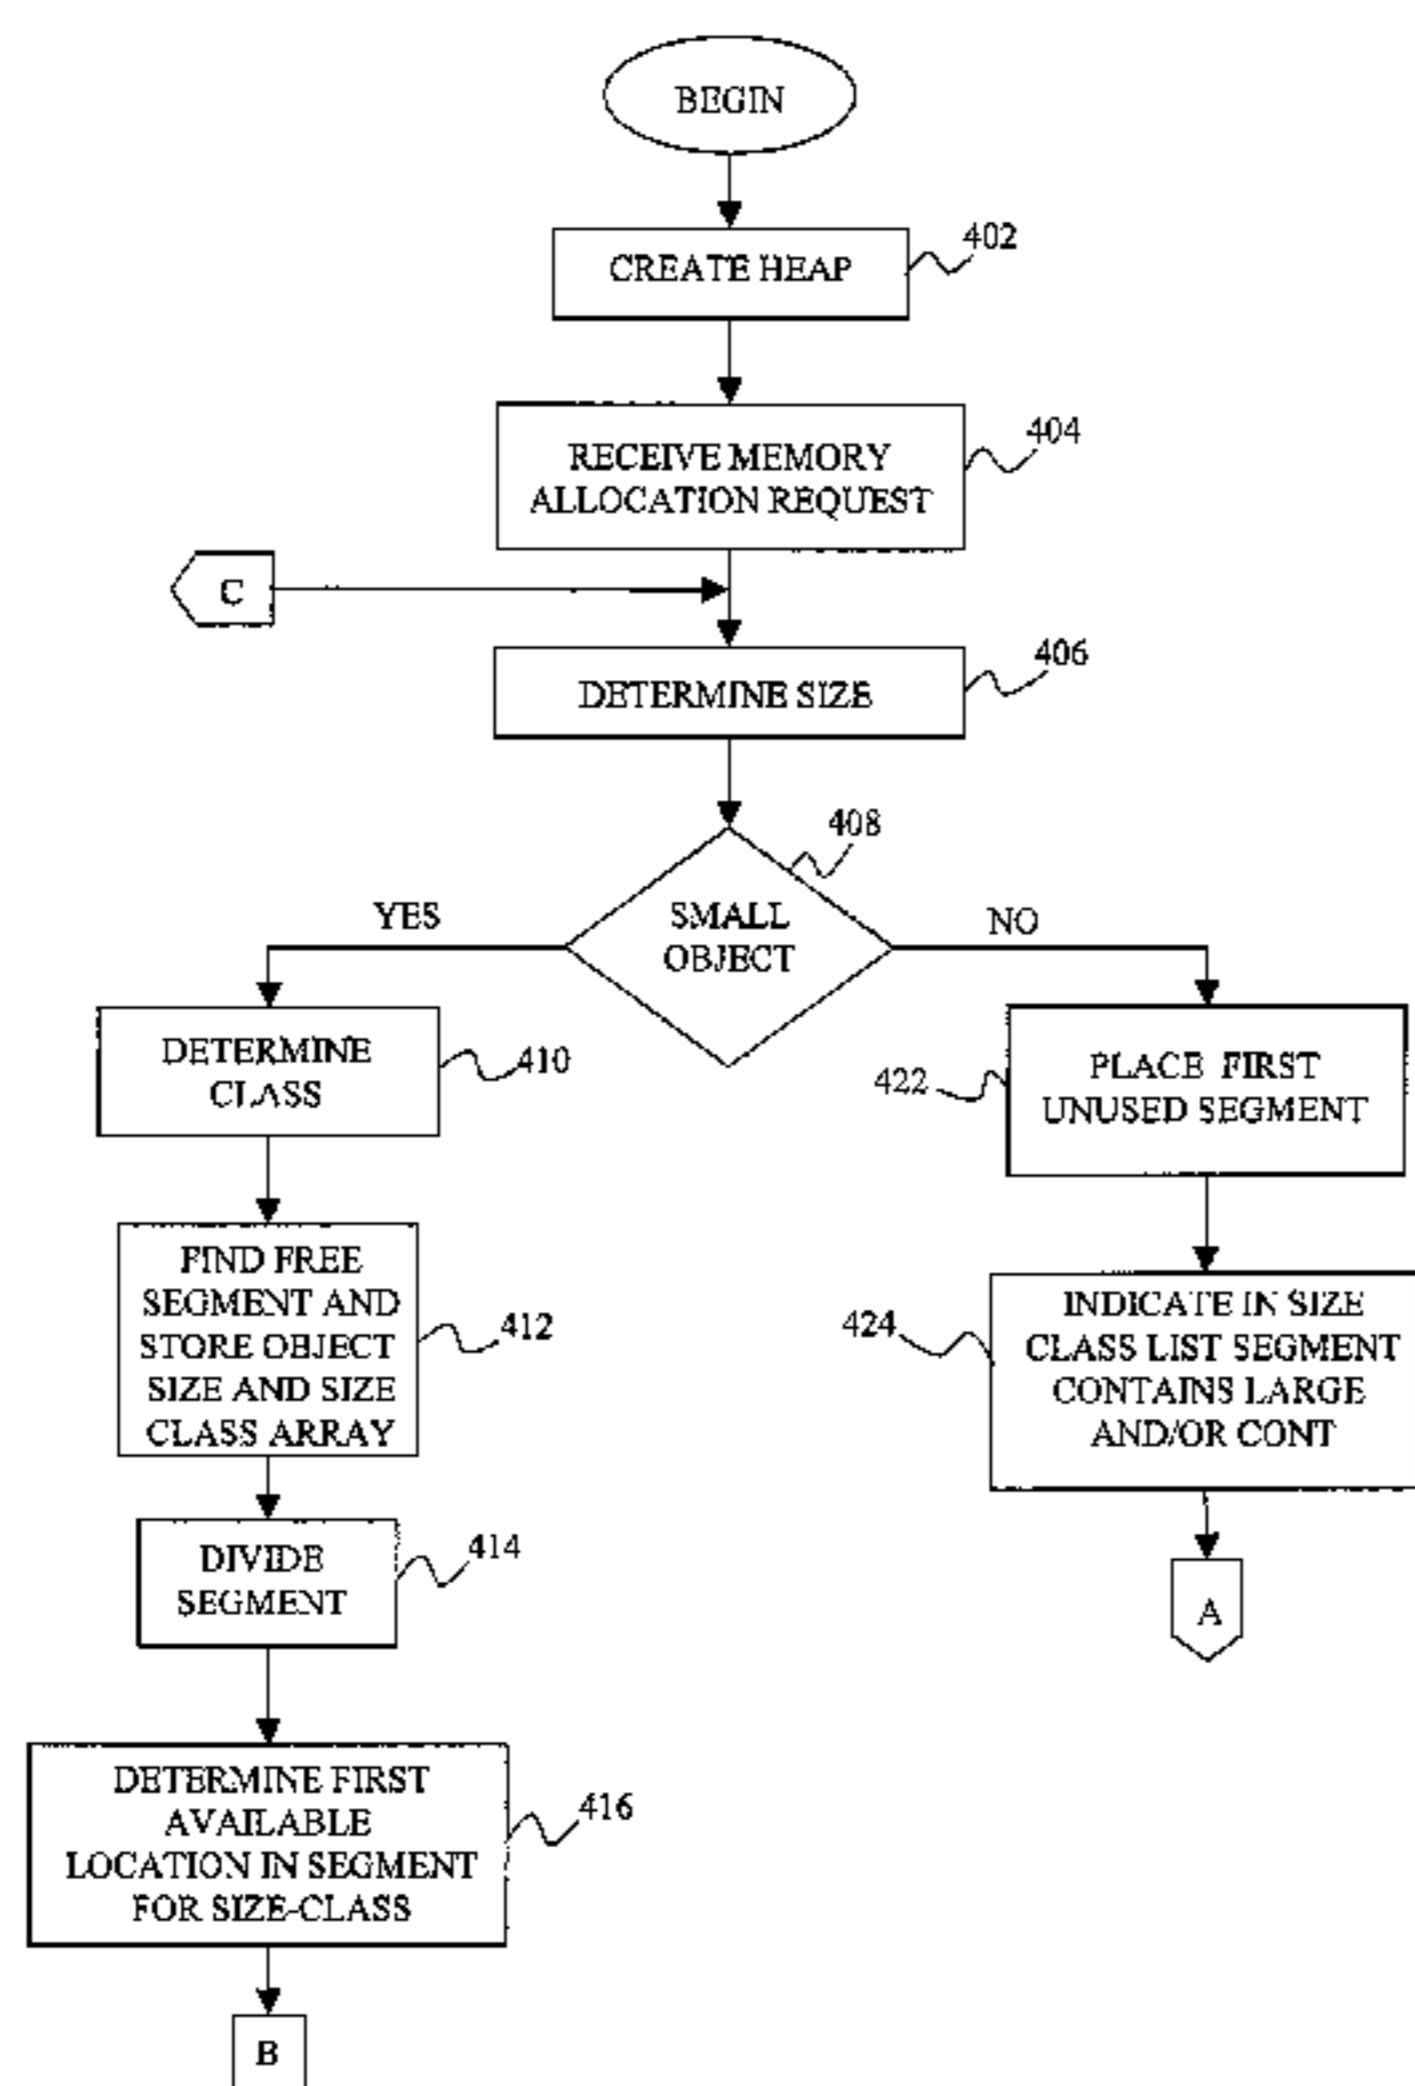 BEGIN
CREATE HEAP
402
RECEIVE MEMORY
ALLOCATION REQUEST
404
C
DETERMINE SIZE
406
408
SMALL
OBJECT
YES
NO
DETERMINE
CLASS
410
422
PLACE FIRST
UNUSED SEGMENT
FIND FREE
SEGMENT AND
STORE OBJECT
SIZE AND SIZE
CLASS ARRAY
412
424
INDICATE IN SIZE
CLASS LIST SEGMENT
CONTAINS LARGE
AND/OR CONT
DIVIDE
SEGMENT
414
A
DETERMINE FIRST
AVAILABLE
LOCATION IN SEGMENT
FOR SIZE-CLASS
416
B